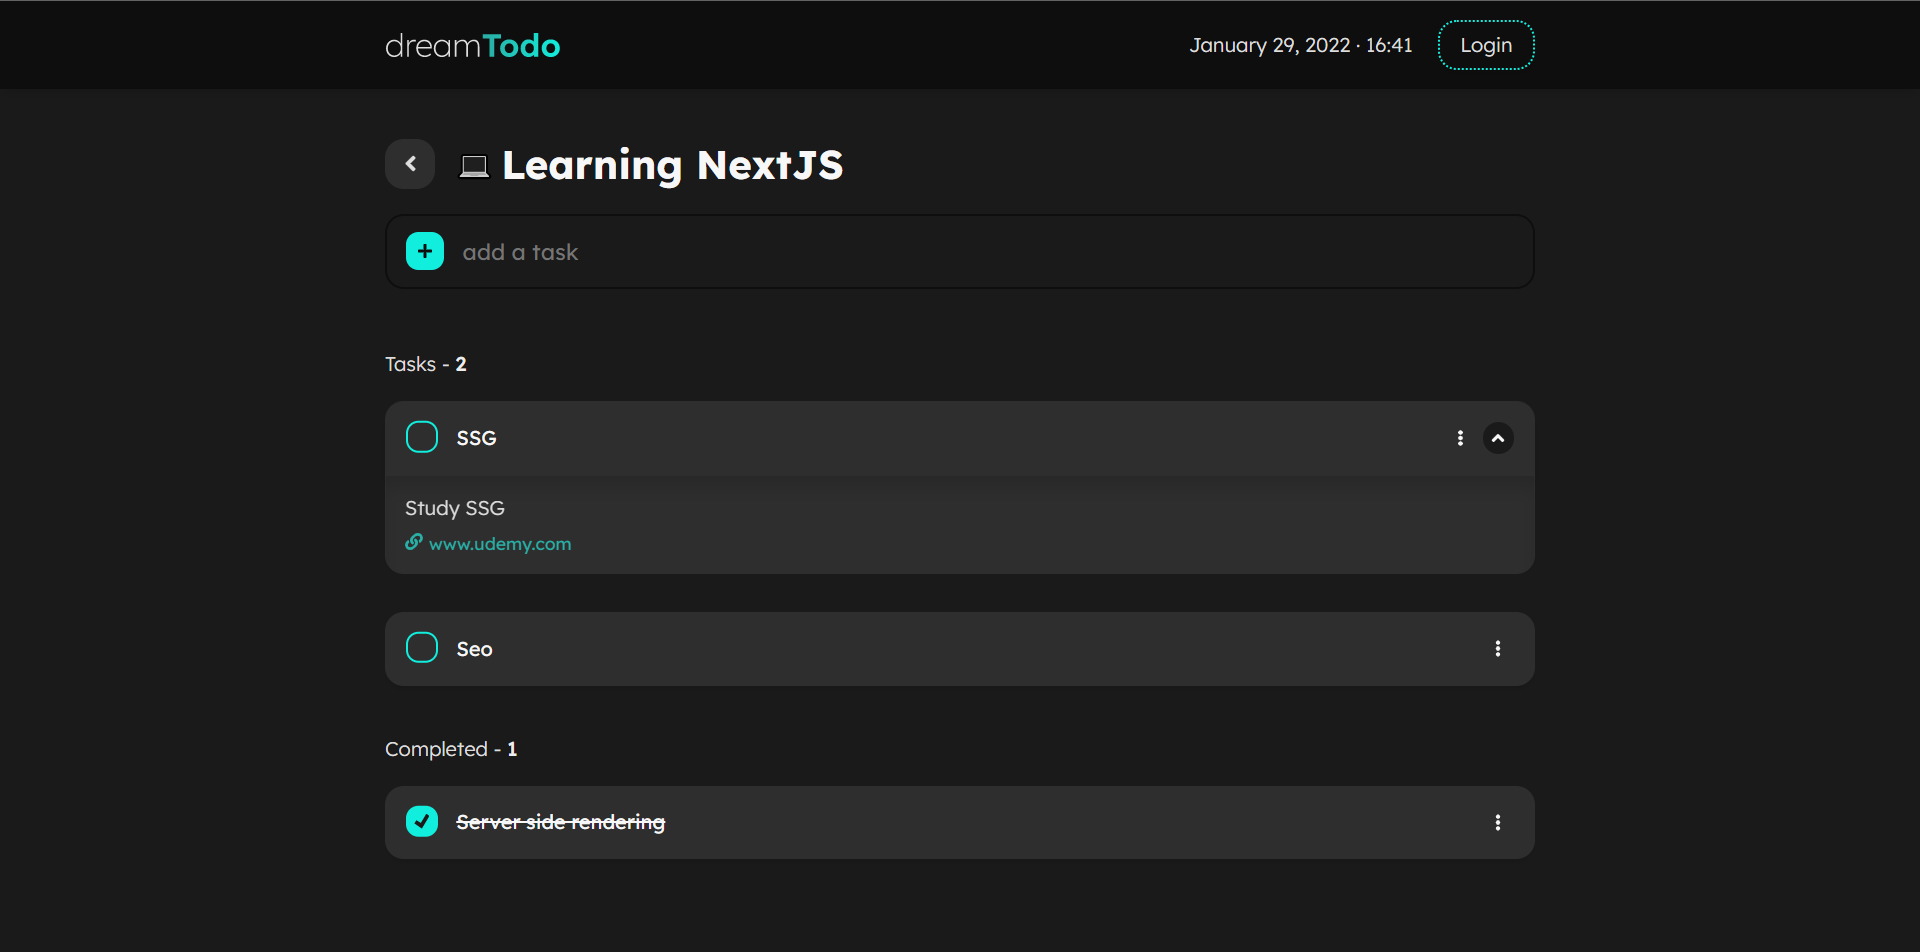 dreamTodo
January 29, 2022 · 16:41
Login
💻 Learning NextJS
add a task
Tasks - 2
SSG
Study SSG
www.udemy.com
Seo
Completed - 1
Server side rendering